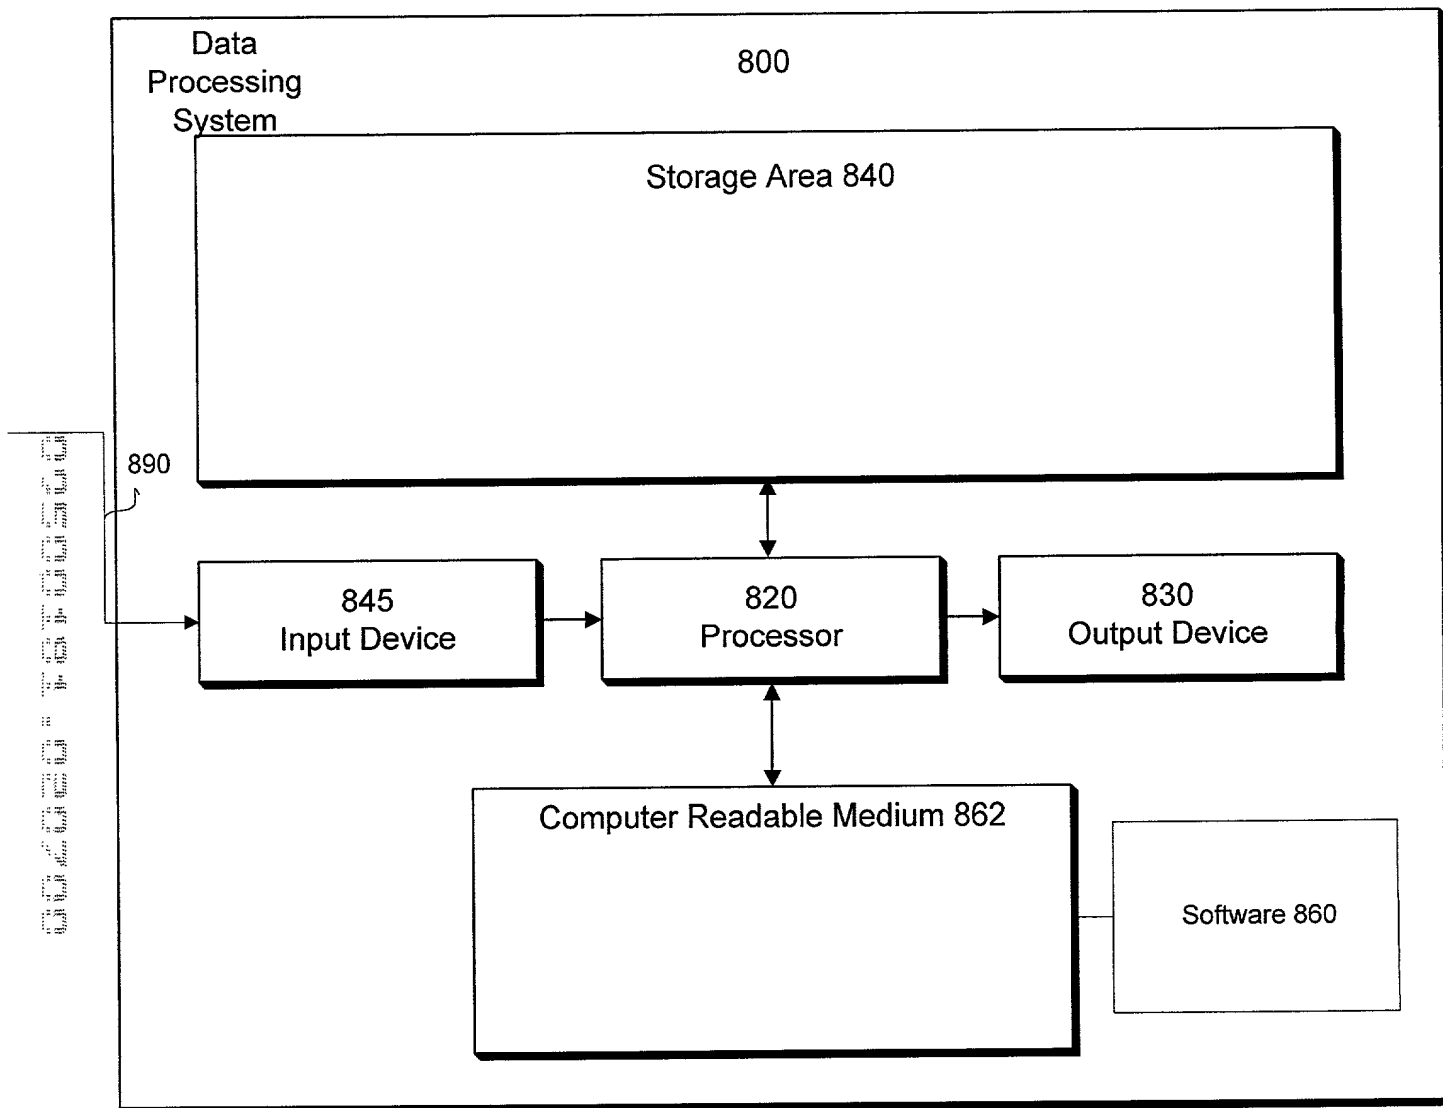 Data
Processing
System
800
Storage Area 840
890
845
Input Device
820
Processor
830
Output Device
Computer Readable Medium 862
Software 860